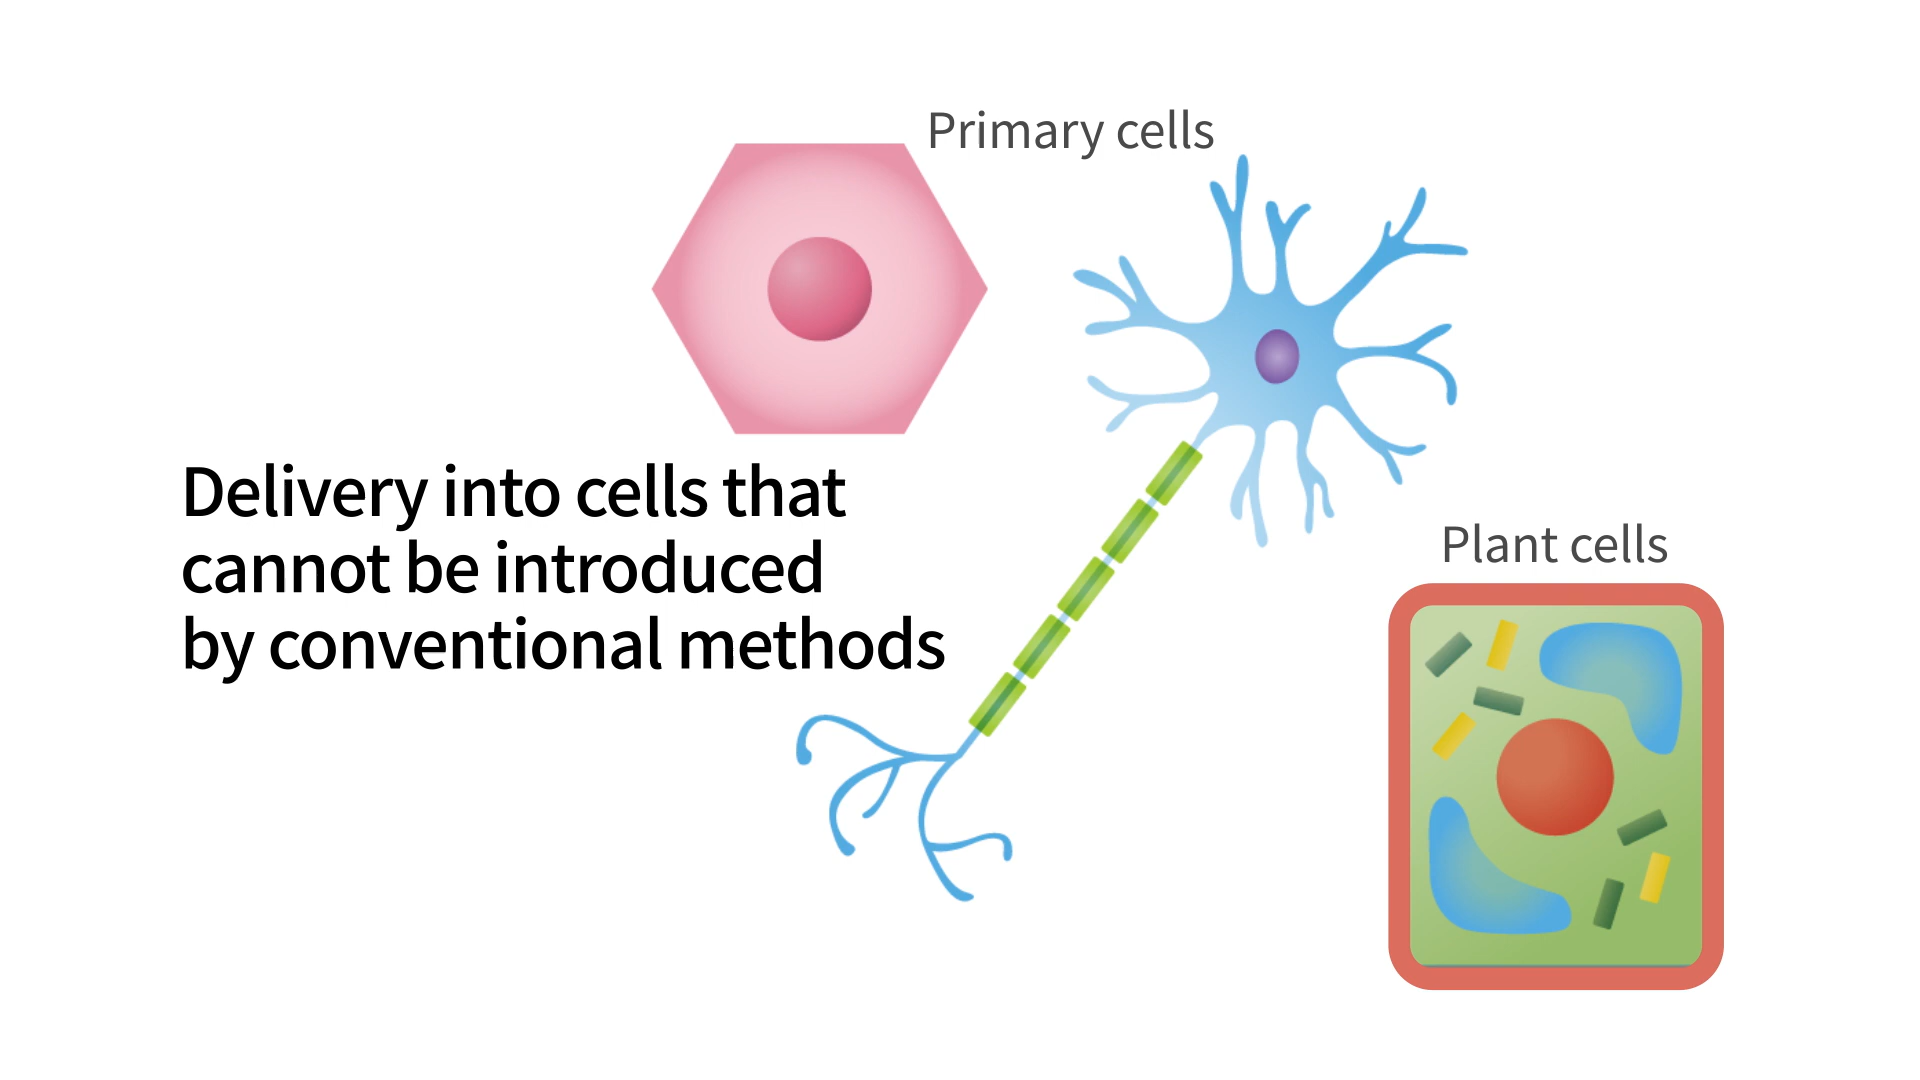 Primary cells
Delivery into cells that
cannot be introduced
by conventional methods
Plant cells